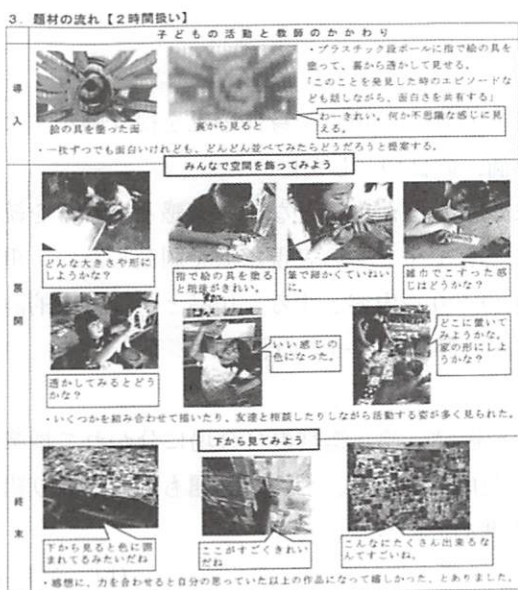 3. 題材の流れ【2時間扱い】
子どもの活動と教師のかかわり
導入
・プラスチック段ボールに指で絵の具を
塗って、裏から透かして見せる。
「このことを発見した時のエピソードな
ども話しながら、面白さを共有する」
わーきれい。何か不思議な感じに見
える。
絵の具を塗った面
裏から見ると
・一枚ずつでも面白いけれども、どんどん並べてみたらどうだろうと提案する。
展開
みんなで空間を飾ってみよう
どんな大きさや形に
しようかな？
指で絵の具を塗る
と指跡がきれい。
筆で細かくていねい
に。
雑巾でこすった感
じはどうかな？
透かしてみるとどう
かな？
いい感じの
色になった。
どこに置いて
みようかな。
家の形にしよ
うかな？
・いくつかを組み合わせて描いたり、友達と相談したりしながら活動する姿が多く見られた。
終末
下から見てみよう
下から見ると色に囲
まれてるみたいだね
ここがすごくきれい
だね
こんなにたくさん出来るな
んてすごいね。
・感想に、力を合わせると自分の思っていた以上の作品になって嬉しかった、とありました。